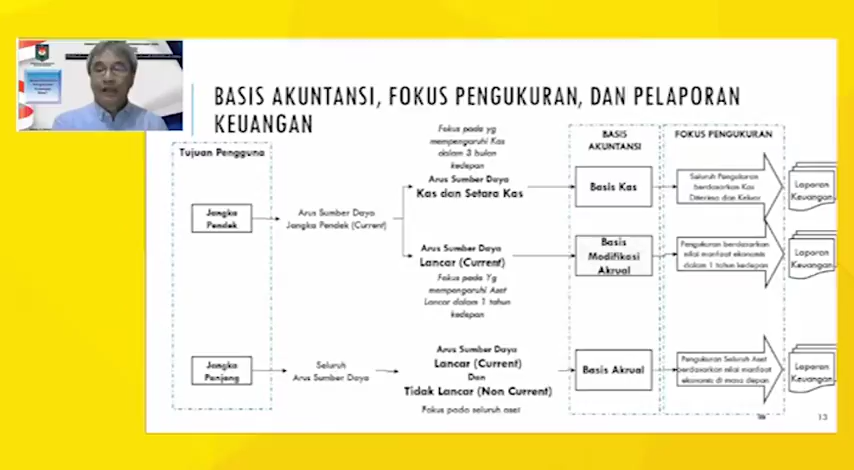 BASIS AKUNTANSI, FOKUS PENGUKURAN, DAN PELAPORAN
KEUANGAN
Tujuan Pengguna
Fokus pada yg
mempengaruhi Kas
dalam 3 bulan
kedepan
BASIS
AKUNTANSI
FOKUS PENGUKURAN
Jangka
Pendek
Arus Sumber Daya
Jangka Pendek (Current)
Arus Sumber Daya
Kas dan Setara Kas
Basis Kas
Seluruh Pengukuran
berdasarkan Kas
Diterima dan Keluar
Laporan
Keuangan
Arus Sumber Daya
Lancar (Current)
Fokus pada Yg
mempengaruhi Aset
Lancar dalam 1 tahun
kedepan
Basis
Modifikasi
Akrual
Pengukuran berdasarkan
nilai manfaat ekonomis
dalam 1 tahun kedepan
Laporan
Keuangan
Jangka
Panjang
Seluruh
Arus Sumber Daya
Arus Sumber Daya
Lancar (Current)
Dan
Tidak Lancar (Non Current)
Fokus pada seluruh aset
Basis Akrual
Pengukuran Seluruh Aset
berdasarkan nilai manfaat
ekonomis di masa depan
Laporan
Keuangan
13